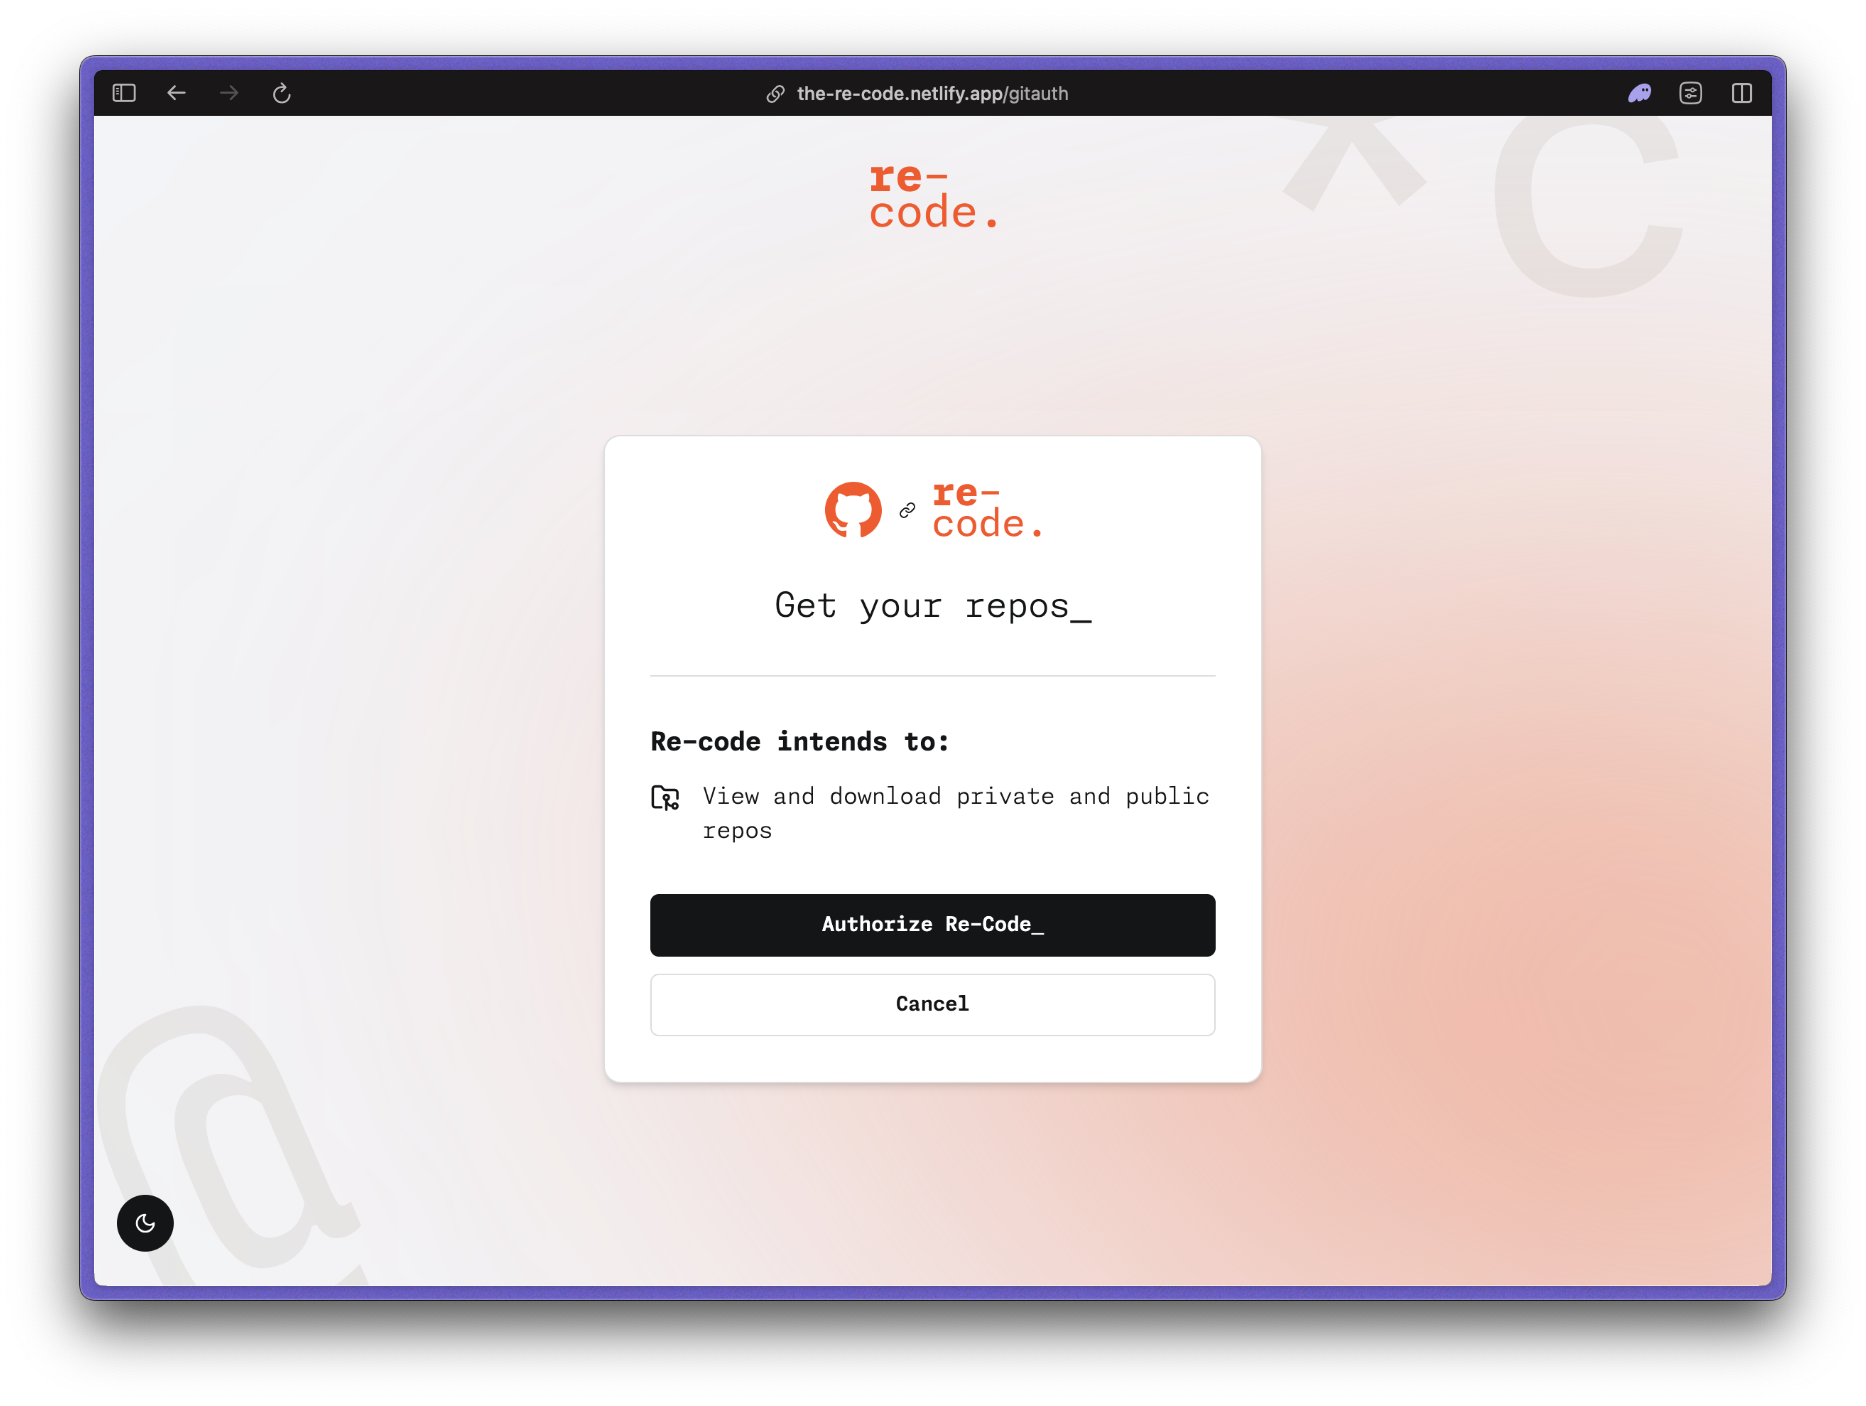 the-re-code.netlify.app/gitauth
* C
re-
code.
re-
code.
Get your repos_
Re-code intends to:
View and download private and public
repos
Authorize Re-Code_
Cancel
@